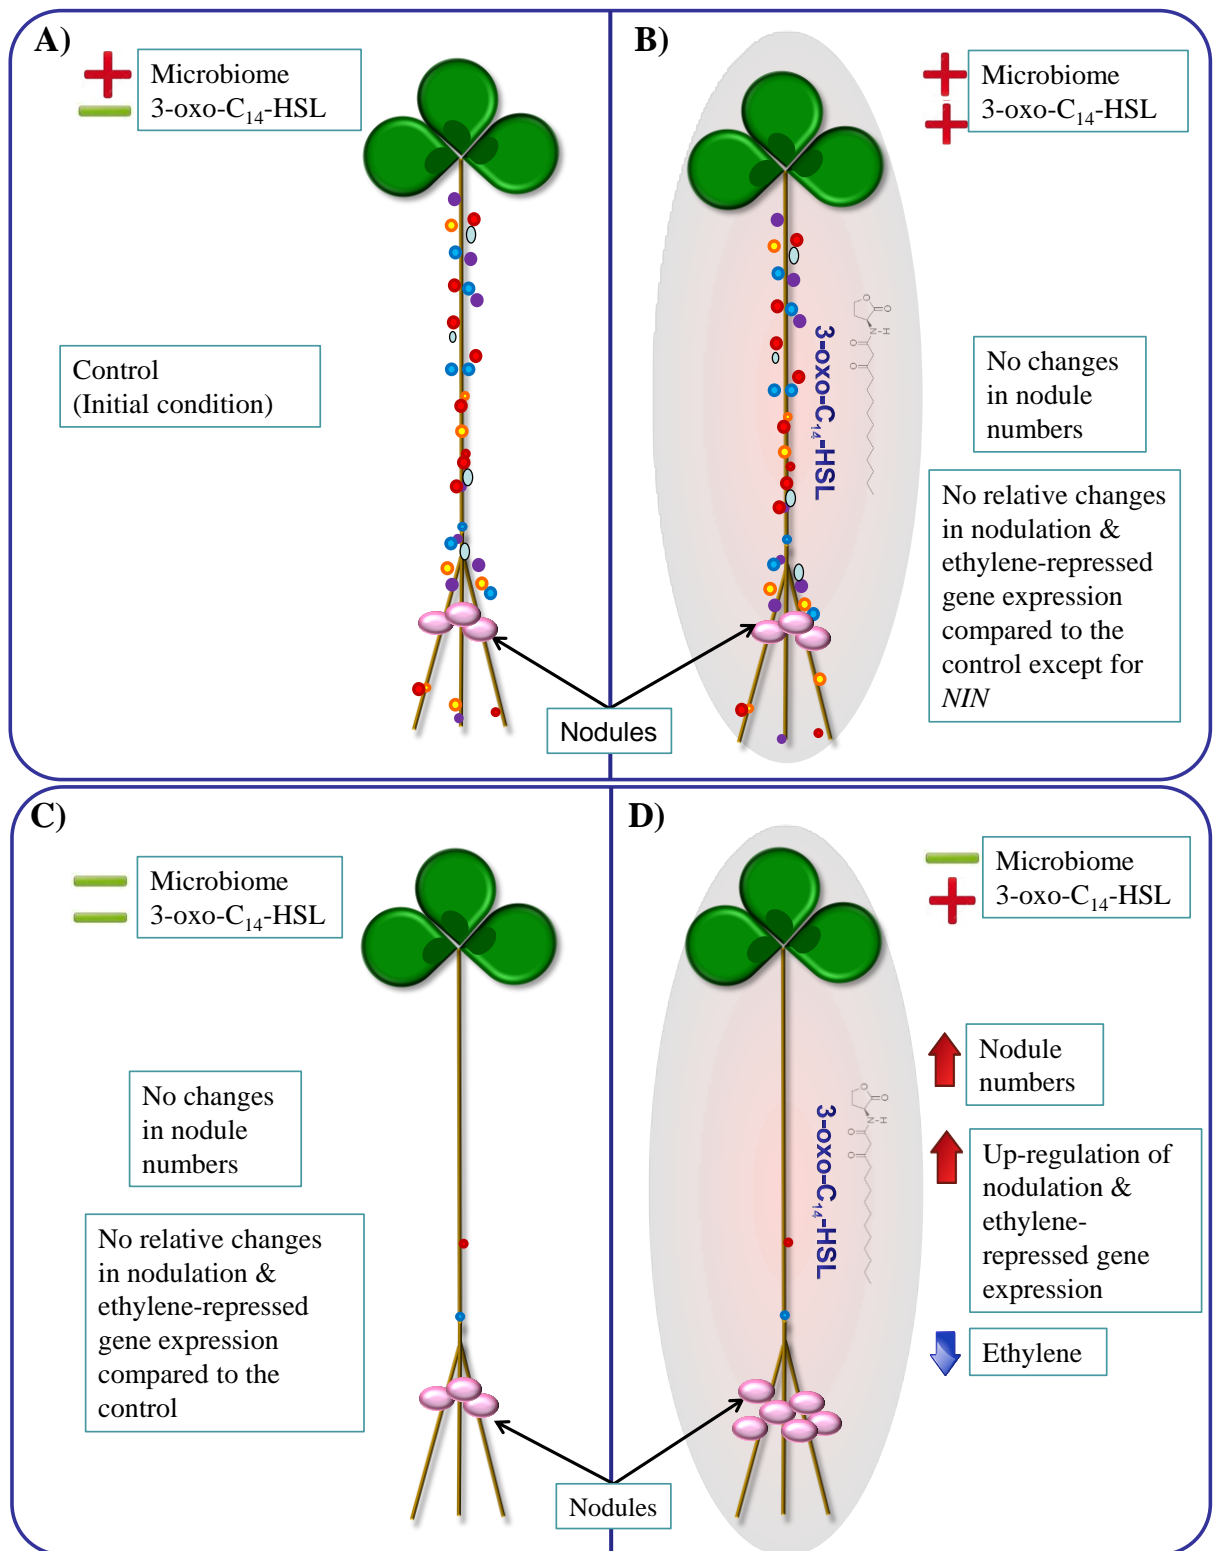 A)
Microbiome
3-oxo-C₁₄-HSL
Control
(Initial condition)
B)
Microbiome
3-oxo-C₁₄-HSL
3-oxo-C₁₄-HSL
O
O
N
H
O
O
No changes
in nodule
numbers
No relative changes
in nodulation &
ethylene-repressed
gene expression
compared to the
control except for
NIN
Nodules
C)
Microbiome
3-oxo-C₁₄-HSL
No changes
in nodule
numbers
No relative changes
in nodulation &
ethylene-repressed
gene expression
compared to the
control
D)
Microbiome
3-oxo-C₁₄-HSL
3-oxo-C₁₄-HSL
O
O
N
H
O
O
Nodule
numbers
Up-regulation of
nodulation &
ethylene-
repressed gene
expression
Ethylene
Nodules